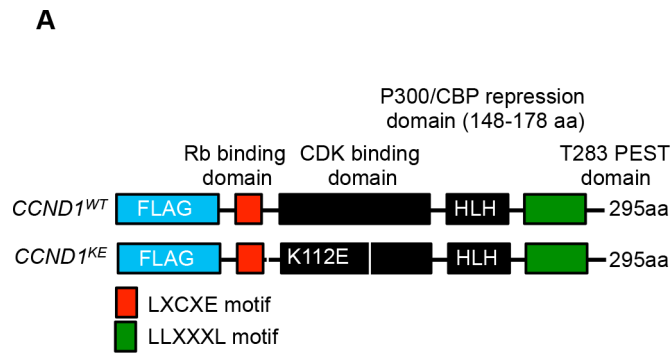 A
P300/CBP repression
domain (148-178 aa)
Rb binding
domain
CDK binding
domain
T283 PEST
domain
CCND1WT FLAG HLH 295aa
CCND1KE FLAG K112E HLH 295aa
LXCXE motif
LLXXXL motif